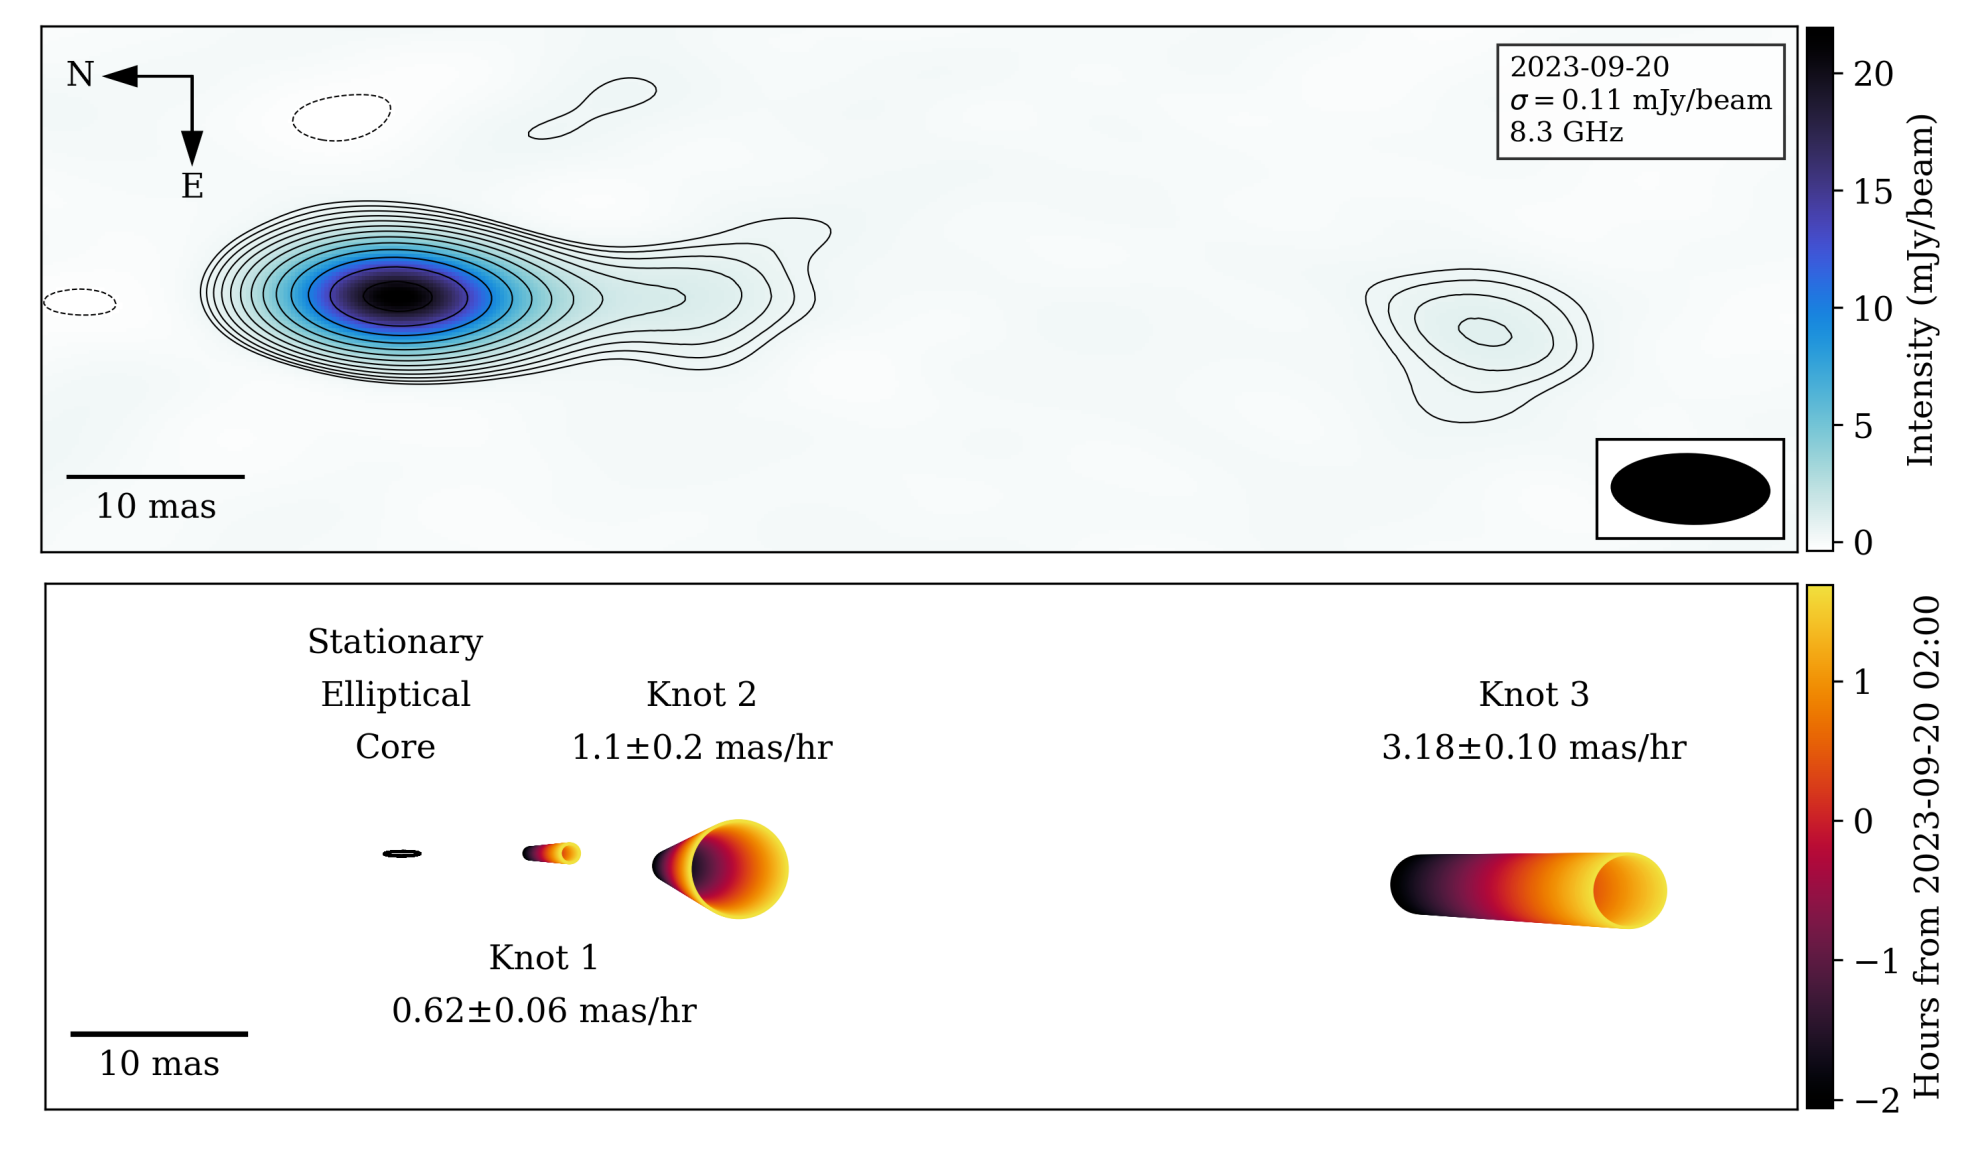 N
E
2023-09-20
σ = 0.11 mJy/beam
8.3 GHz
10 mas
20
15
10
5
0
Intensity (mJy/beam)
Stationary
Elliptical
Core
Knot 2
1.1±0.2 mas/hr
Knot 3
3.18±0.10 mas/hr
Knot 1
0.62±0.06 mas/hr
10 mas
1
0
−1
−2
Hours from 2023-09-20 02:00